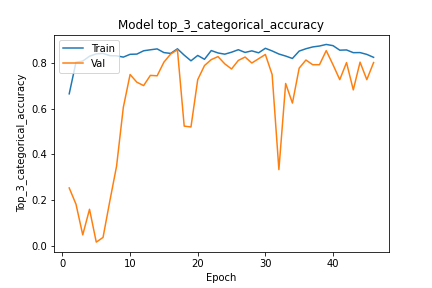 Model top_3_categorical_accuracy
Train
Val
Top_3_categorical_accuracy
0.8
0.6
0.4
0.2
0.0
0 10 20 30 40
Epoch